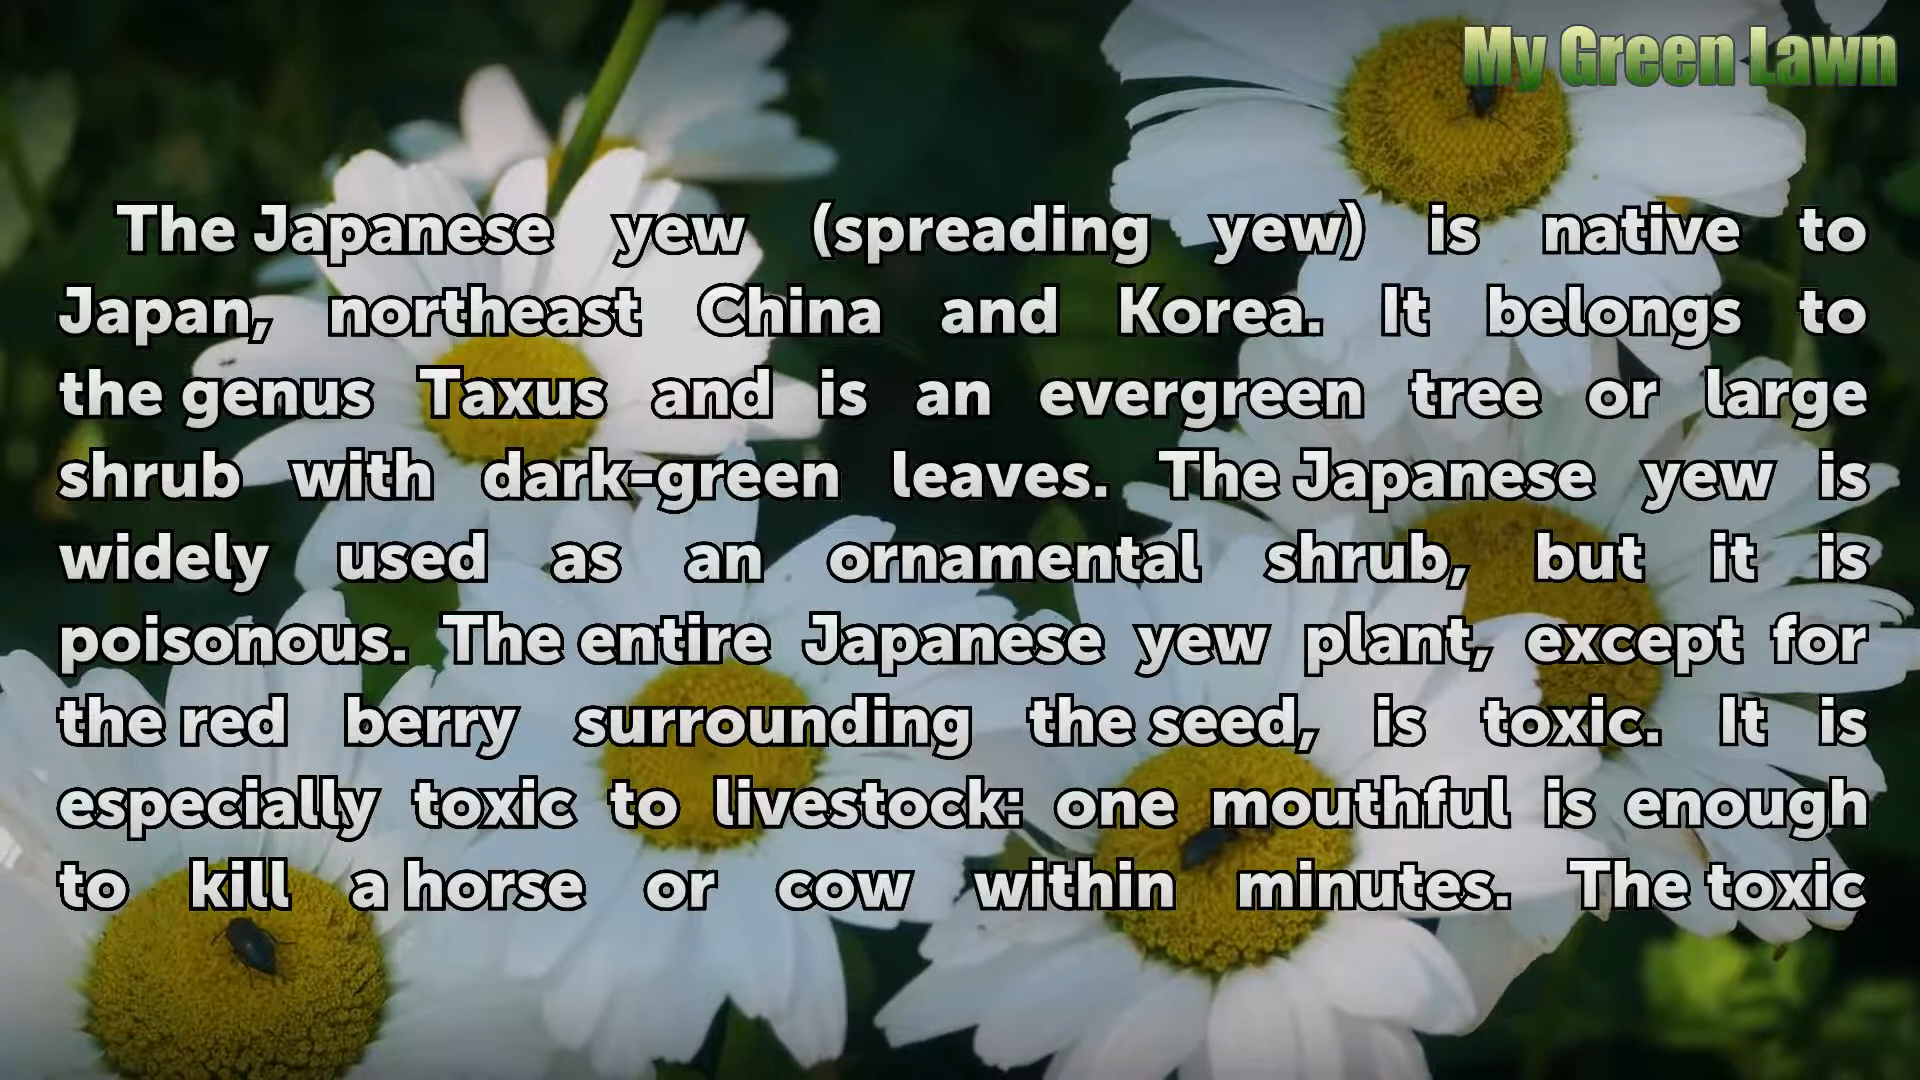 My Green Lawn
The Japanese yew (spreading yew) is native to
Japan, northeast China and Korea. It belongs to
the genus Taxus and is an evergreen tree or large
shrub with dark-green leaves. The Japanese yew is
widely used as an ornamental shrub, but it is
poisonous. The entire Japanese yew plant, except for
the red berry surrounding the seed, is toxic. It is
especially toxic to livestock: one mouthful is enough
to kill a horse or cow within minutes. The toxic